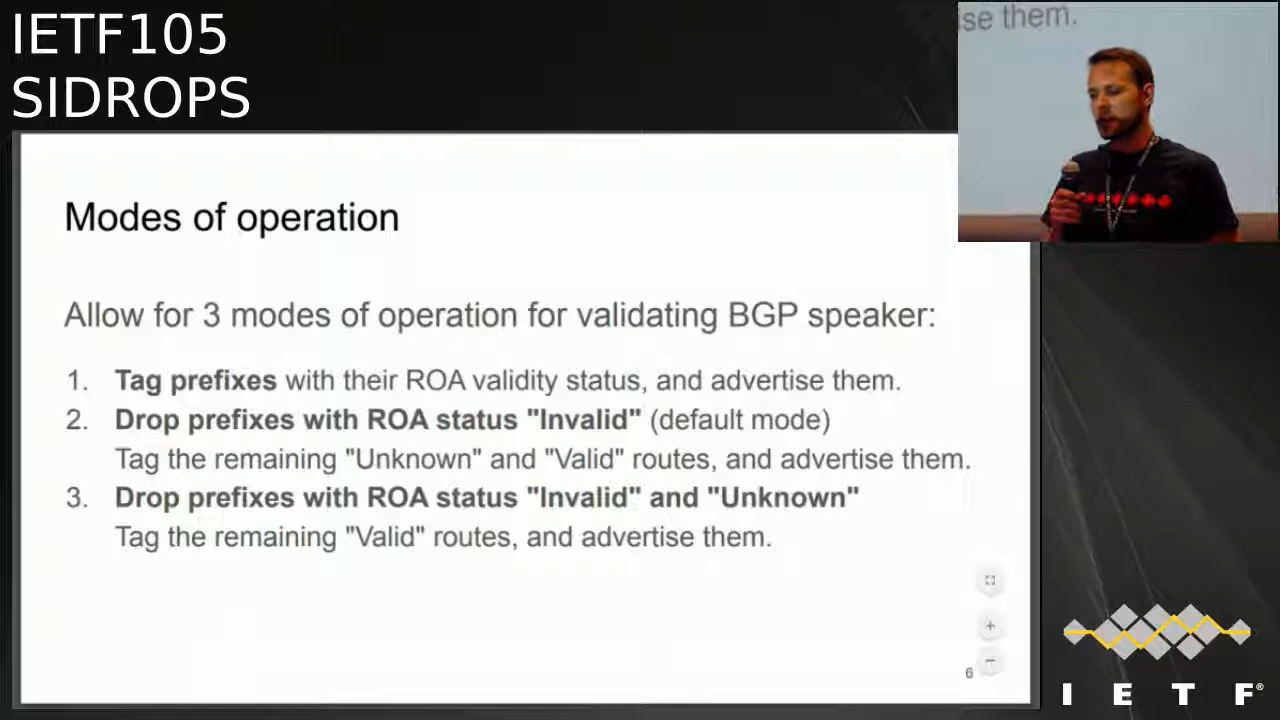 IETF105
SIDROPS
se them.
Modes of operation
Allow for 3 modes of operation for validating BGP speaker:
1. Tag prefixes with their ROA validity status, and advertise them.
2. Drop prefixes with ROA status "Invalid" (default mode)
Tag the remaining "Unknown" and "Valid" routes, and advertise them.
3. Drop prefixes with ROA status "Invalid" and "Unknown"
Tag the remaining "Valid" routes, and advertise them.
6
I E T F®